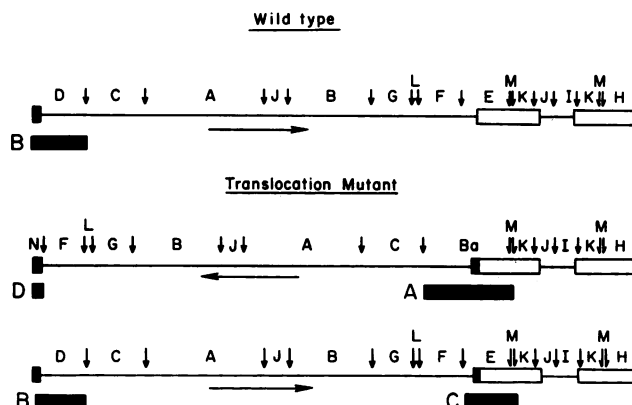 Wild type
L M M
D C A J B G F E K J I K H
B
Translocation Mutant
L M M
N F G B J A C Ba K J I K H
D A
L M M
D C A J B G F E K J I K H
B C